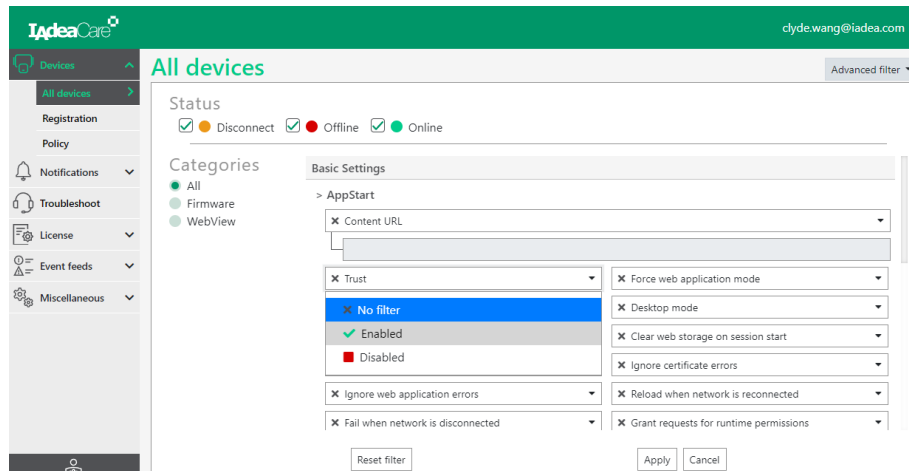 IAdeaCare
clyde.wang@iadea.com
Devices
All devices
Registration
Policy
Notifications
Troubleshoot
License
Event feeds
Miscellaneous
All devices
Advanced filter
Status
Disconnect
Offline
Online
Categories
All
Firmware
WebView
Basic Settings
> AppStart
Content URL
Trust
Force web application mode
No filter
Enabled
Disabled
Desktop mode
Clear web storage on session start
Ignore certificate errors
Ignore web application errors
Reload when network is reconnected
Fail when network is disconnected
Grant requests for runtime permissions
Reset filter
Apply
Cancel